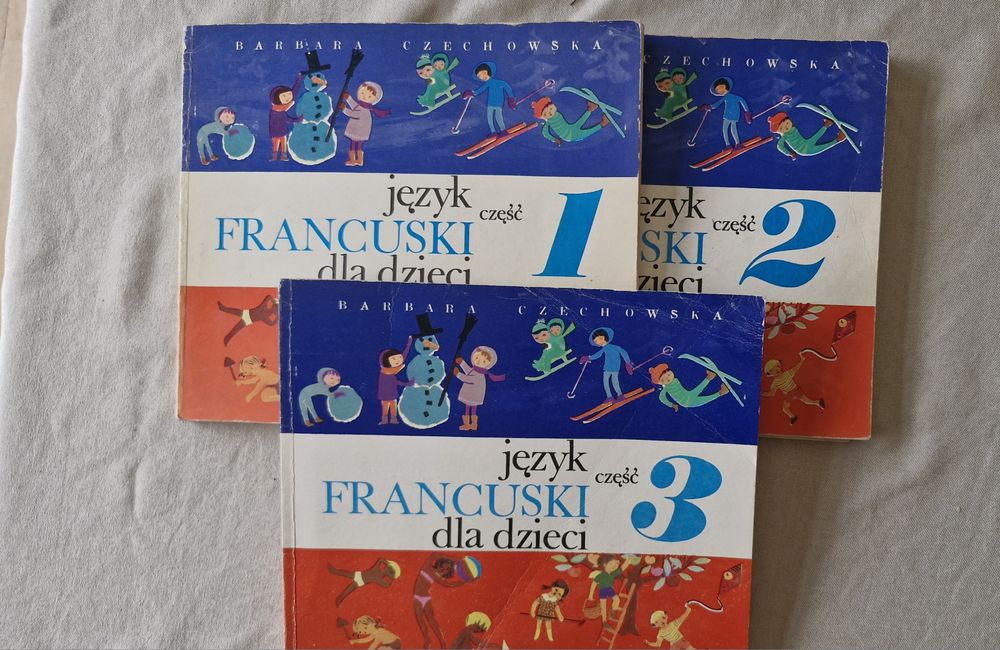 BARBARA CZECHOWSKA
język
część 1
FRANCUSKI
dla dzieci
CZECHOWSKA
część 2
BARBARA CZECHOWSKA
język
część 3
FRANCUSKI
dla dzieci